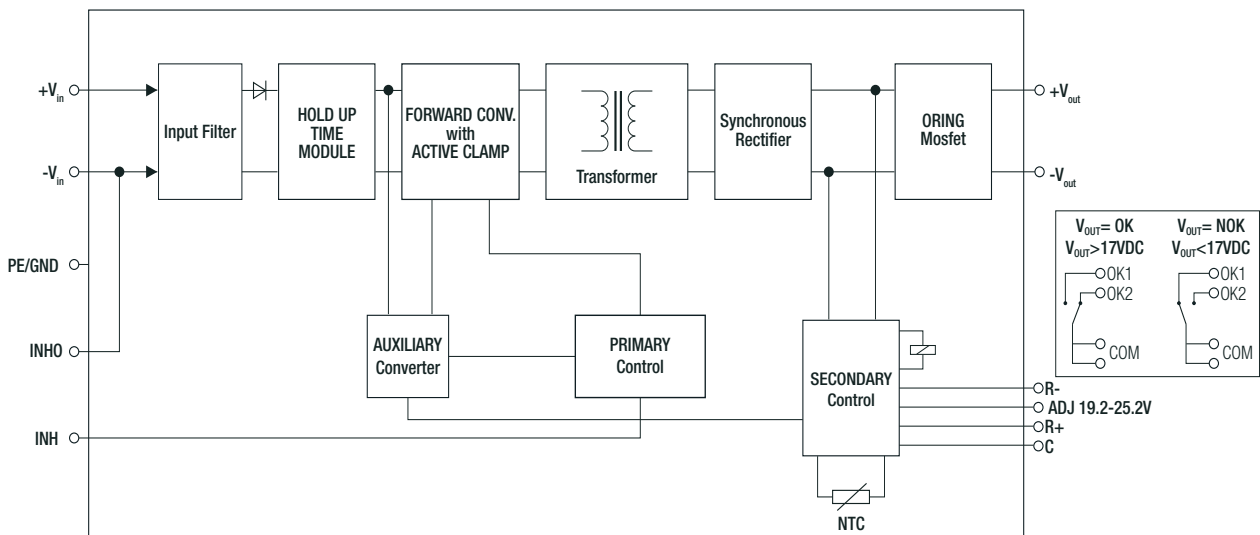 +Vin
-Vin
PE/GND
INHO
INH
Input Filter
HOLD UP
TIME
MODULE
FORWARD CONV.
with
ACTIVE CLAMP
Transformer
Synchronous
Rectifier
ORING
Mosfet
+Vout
-Vout
AUXILIARY
Converter
PRIMARY
Control
SECONDARY
Control
NTC
R-
ADJ 19.2-25.2V
R+
C
VOUT= OK
VOUT>17VDC
OK1
OK2
COM
VOUT= NOK
VOUT<17VDC
OK1
OK2
COM